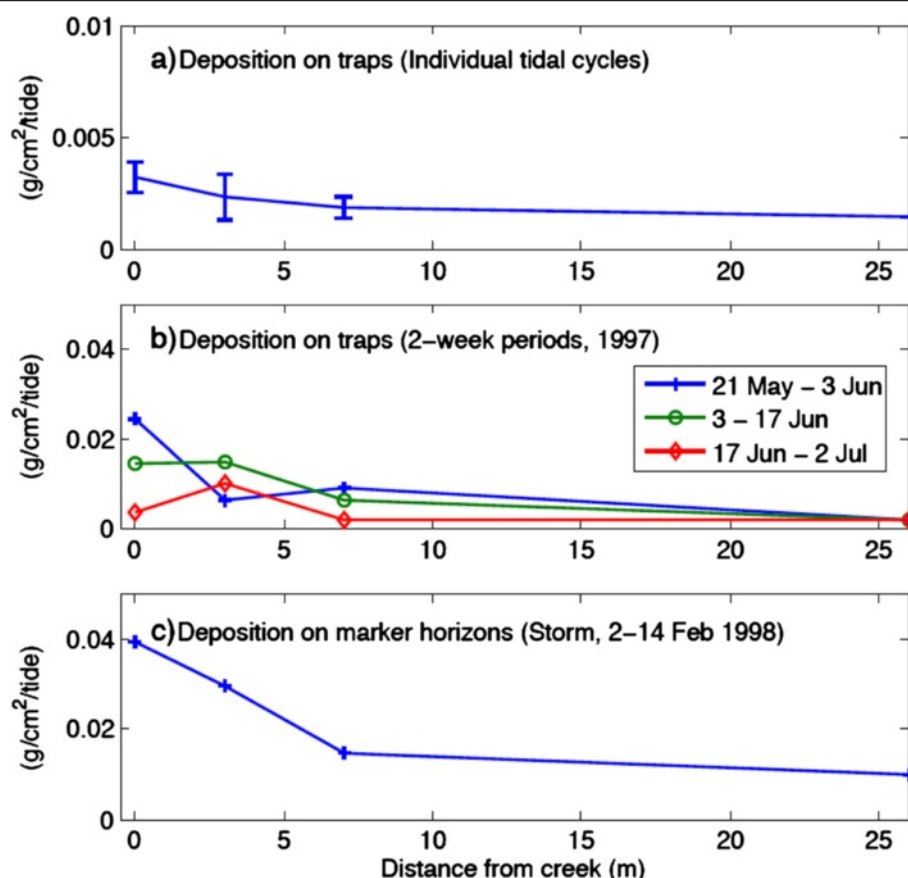 0.01
a) Deposition on traps (Individual tidal cycles)
(g/cm²/tide)
0.005
0
0 5 10 15 20 25
b) Deposition on traps (2-week periods, 1997)
0.04
(g/cm²/tide)
21 May – 3 Jun
3 – 17 Jun
17 Jun – 2 Jul
0.02
0
0 5 10 15 20 25
c) Deposition on marker horizons (Storm, 2–14 Feb 1998)
0.04
(g/cm²/tide)
0.02
0
0 5 10 15 20 25
Distance from creek (m)